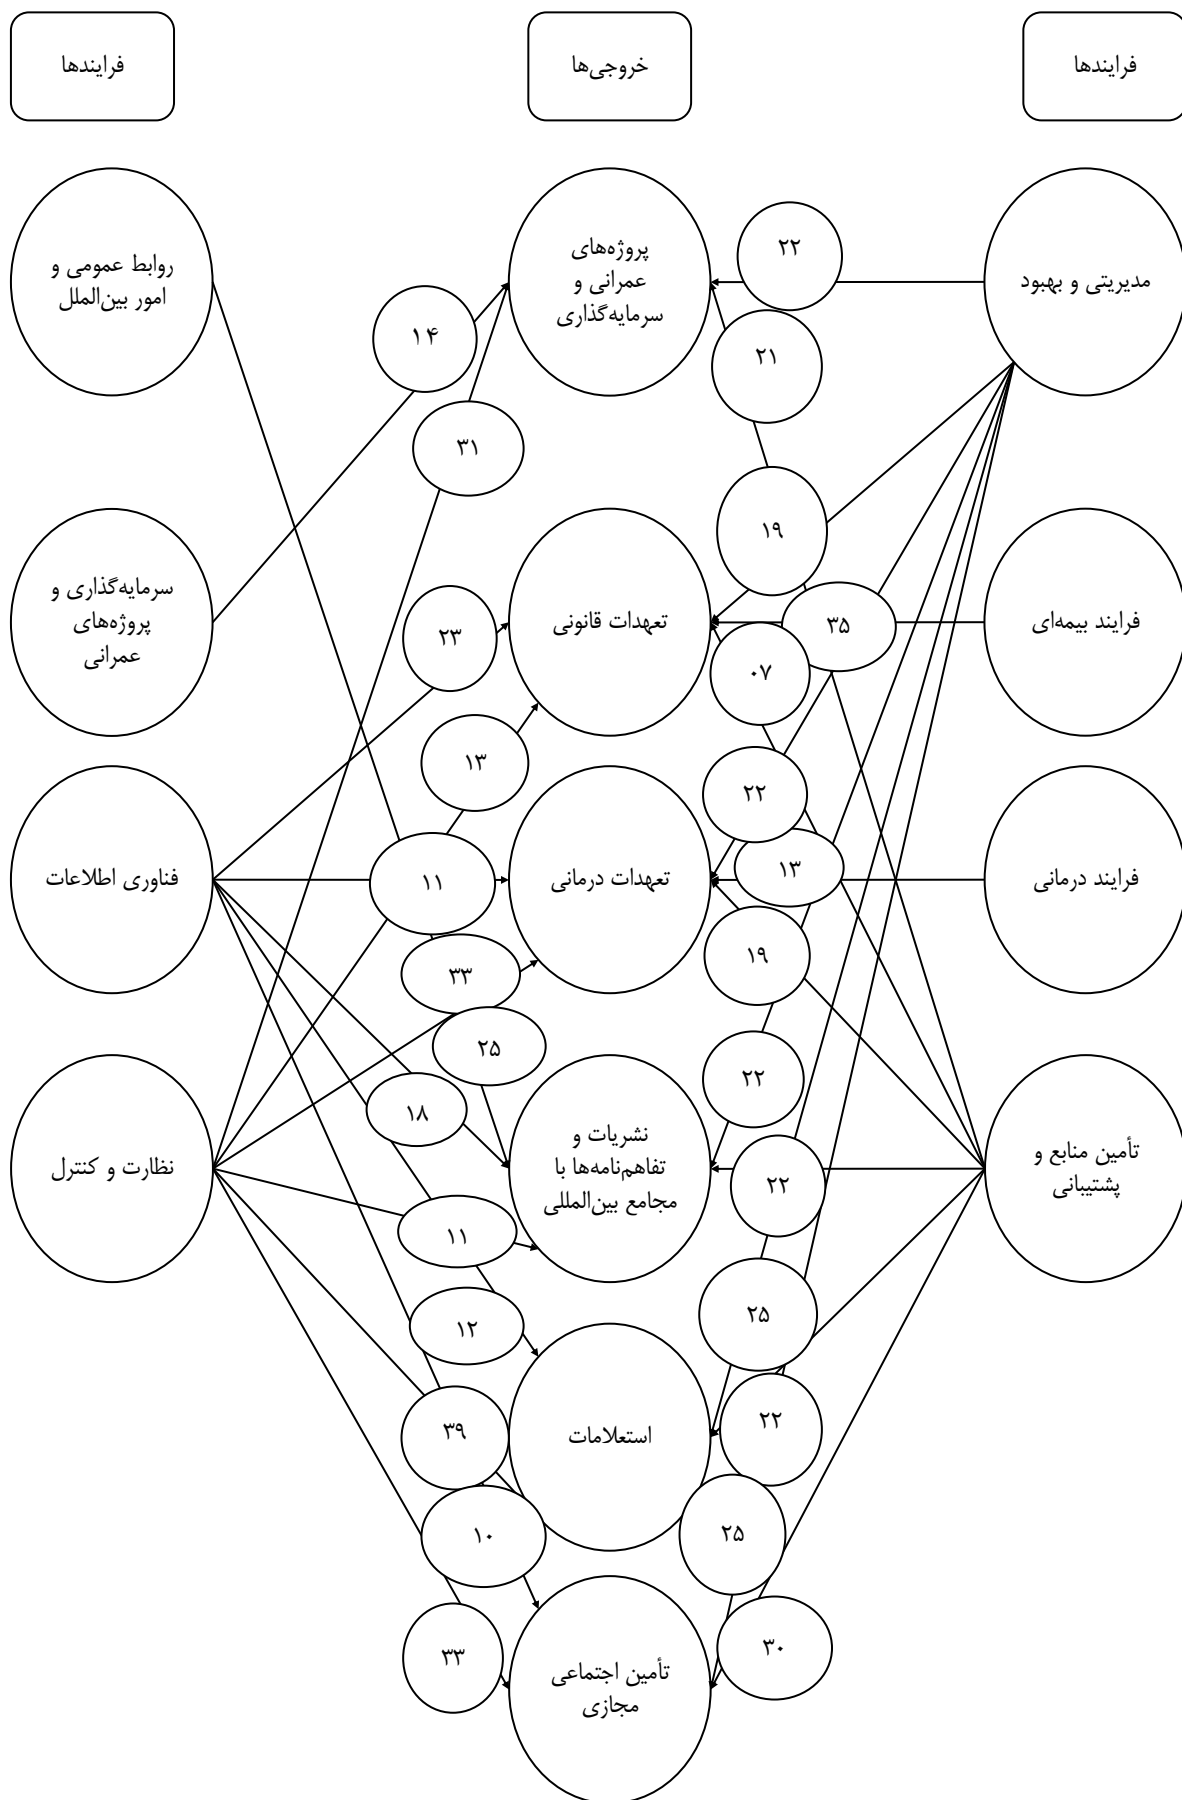 فرایندها
خروجی‌ها
فرایندها
مدیریتی و بهبود
فرایند بیمه‌ای
فرایند درمانی
تأمین منابع و
پشتیبانی
۲۲
۲۱
۱۹
۳۵
۰۷
۲۲
۱۳
۱۹
۲۲
۲۲
۲۵
۲۲
۲۵
۳۰
پروژه‌های
عمرانی و
سرمایه‌گذاری
تعهدات قانونی
تعهدات درمانی
نشریات و
تفاهم‌نامه‌ها با
مجامع بین‌المللی
استعلامات
تأمین اجتماعی
مجازی
۱۴
۳۱
۲۳
۱۳
۱۱
۳۳
۲۵
۱۸
۱۱
۱۲
۳۹
۱۰
۳۳
روابط عمومی و
امور بین‌الملل
سرمایه‌گذاری و
پروژه‌های
عمرانی
فناوری اطلاعات
نظارت و کنترل